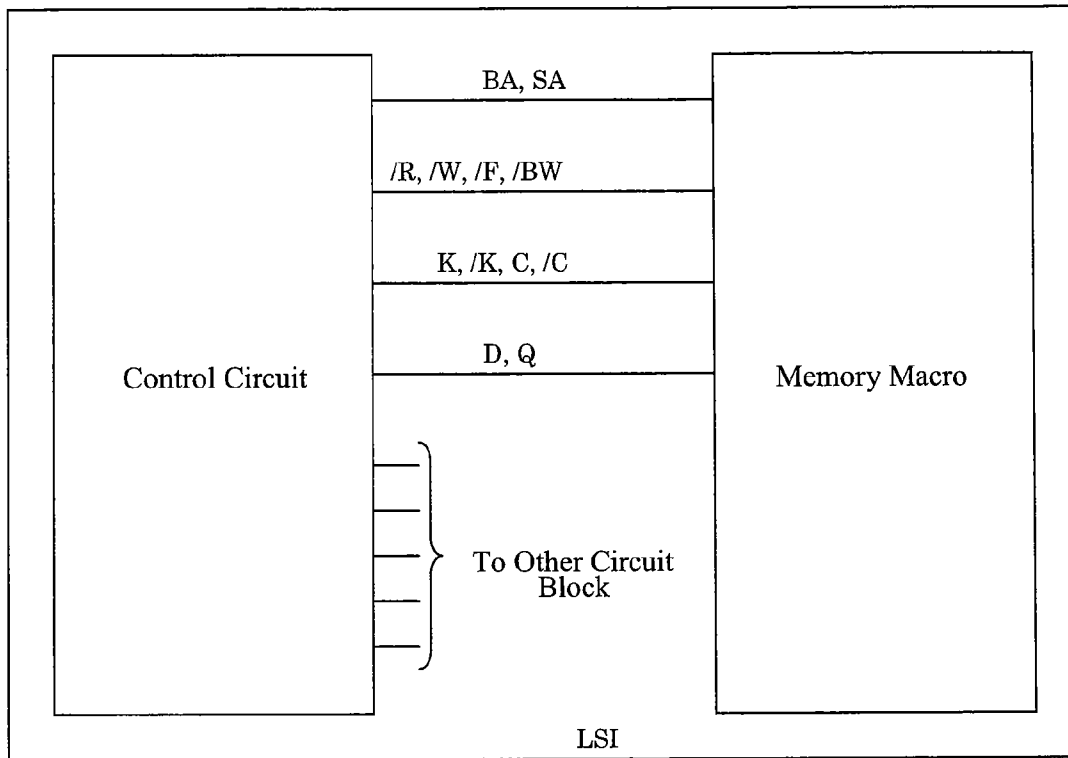 BA, SA
/R, /W, /F, /BW
K, /K, C, /C
D, Q
Control Circuit
Memory Macro
To Other Circuit
Block
LSI